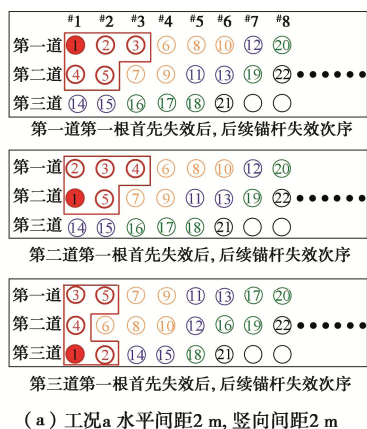 #1 #2 #3 #4 #5 #6 #7 #8
第一道 1 2 3 6 8 10 12 20
第二道 4 5 7 9 11 13 19 22
第三道 14 15 16 17 18 21
第一道第一根首先失效后,后续锚杆失效次序
第一道 2 3 4 6 8 10 12 20
第二道 1 5 7 9 11 13 19 22
第三道 14 15 16 17 18 21
第二道第一根首先失效后,后续锚杆失效次序
第一道 3 5 7 9 11 13 17 20
第二道 4 6 8 10 12 16 19 22
第三道 1 2 14 15 18 21
第三道第一根首先失效后,后续锚杆失效次序
(a) 工况a 水平间距2 m, 竖向间距2 m